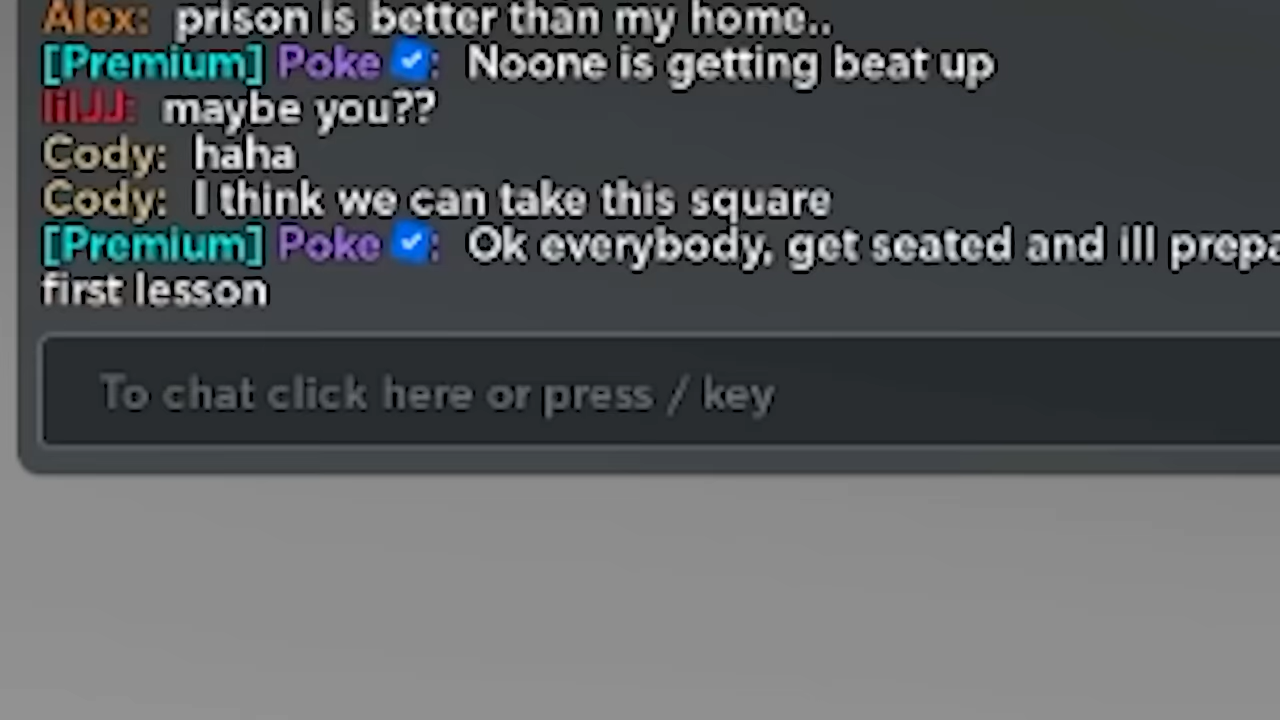 Alex: prison is better than my home..
[Premium] Poke: Noone is getting beat up
lilJJ: maybe you??
Cody: haha
Cody: I think we can take this square
[Premium] Poke: Ok everybody, get seated and ill
first lesson
To chat click here or press / key